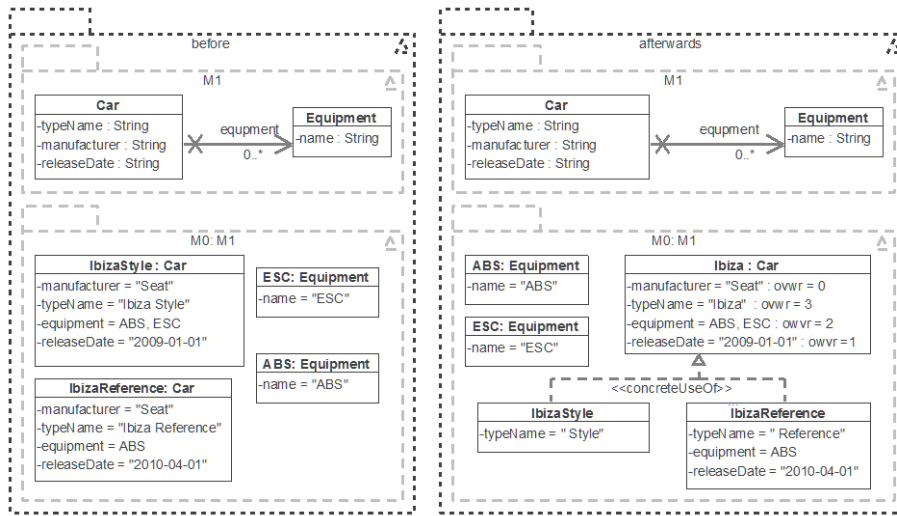 before
M1
Car
-typeName : String
-manufacturer : String
-releaseDate : String
equpment
0..*
Equipment
-name : String
M0: M1
IbizaStyle : Car
-manufacturer = "Seat"
-typeName = "Ibiza Style"
-equipment = ABS, ESC
-releaseDate = "2009-01-01"
ESC: Equipment
-name = "ESC"
ABS: Equipment
-name = "ABS"
IbizaReference: Car
-manufacturer = "Seat"
-typeName = "Ibiza Reference"
-equipment = ABS
-releaseDate = "2010-04-01"
afterwards
M1
Car
-typeName : String
-manufacturer : String
-releaseDate : String
equpment
0..*
Equipment
-name : String
M0: M1
ABS: Equipment
-name = "ABS"
ESC: Equipment
-name = "ESC"
Ibiza : Car
-manufacturer = "Seat" : ovwr = 0
-typeName = "Ibiza" : ovwr = 3
-equipment = ABS, ESC : owvr = 2
-releaseDate = "2009-01-01" : owvr =1
<<concreteUseOf>>
...
IbizaStyle
-typeName = " Style"
IbizaReference
-typeName = " Reference"
-equipment = ABS
-releaseDate = "2010-04-01"